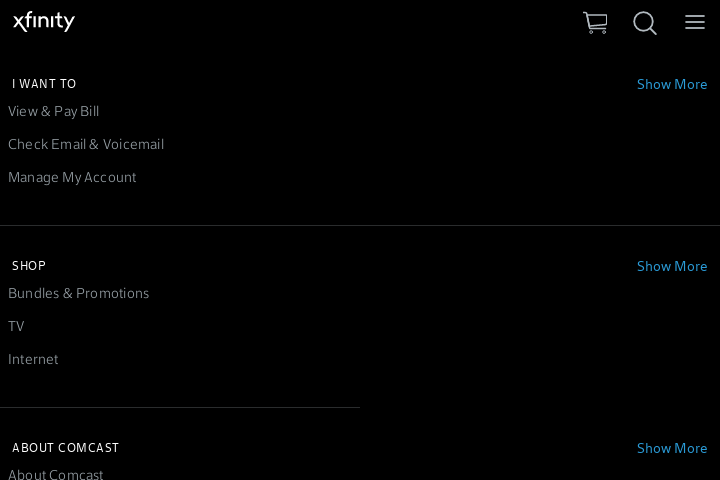 xfinity
I WANT TO
Show More
View & Pay Bill
Check Email & Voicemail
Manage My Account
SHOP
Show More
Bundles & Promotions
TV
Internet
ABOUT COMCAST
Show More
About Comcast